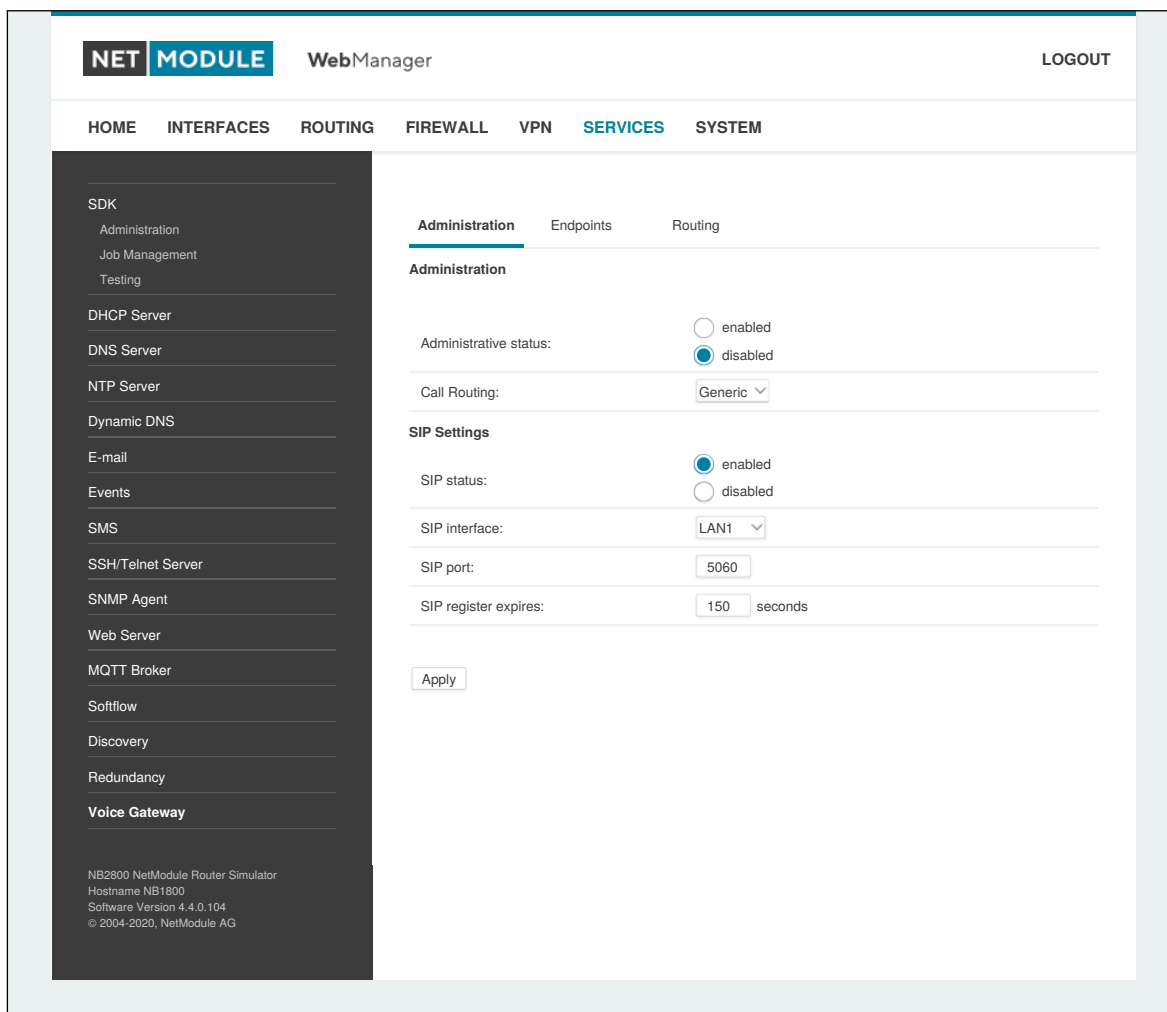 NET MODULE WebManager LOGOUT
HOME INTERFACES ROUTING FIREWALL VPN SERVICES SYSTEM
SDK
Administration
Job Management
Testing
DHCP Server
DNS Server
NTP Server
Dynamic DNS
E-mail
Events
SMS
SSH/Telnet Server
SNMP Agent
Web Server
MQTT Broker
Softflow
Discovery
Redundancy
Voice Gateway
NB2800 NetModule Router Simulator
Hostname NB1800
Software Version 4.4.0.104
© 2004-2020, NetModule AG
Administration Endpoints Routing
Administration
Administrative status:
enabled
disabled
Call Routing: Generic
SIP Settings
SIP status:
enabled
disabled
SIP interface: LAN1
SIP port: 5060
SIP register expires: 150 seconds
Apply